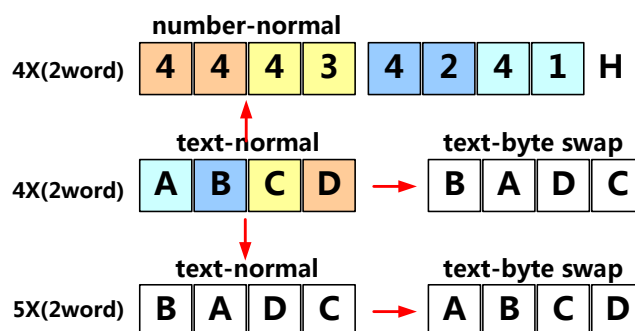 number-normal
4X(2word) 4 4 4 3 4 2 4 1 H
text-normal text-byte swap
4X(2word) A B C D B A D C
text-normal text-byte swap
5X(2word) B A D C A B C D